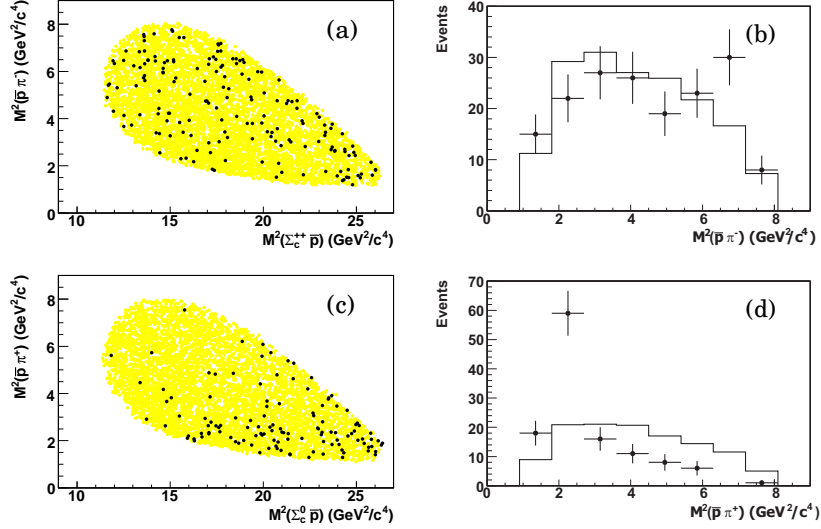 (a)
M²(p̅ π⁻) (GeV²/c⁴)
8
6
4
2
0
10 15 20 25
M²(Σc⁺⁺ p̅) (GeV²/c⁴)
(b)
Events
40
30
20
10
0
0 2 4 6 8
M²(p̅ π⁻) (GeV²/c⁴)
(c)
M²(p̅ π⁺) (GeV²/c⁴)
8
6
4
2
0
10 15 20 25
M²(Σc⁰ p̅) (GeV²/c⁴)
(d)
Events
70
60
50
40
30
20
10
0
0 2 4 6 8
M²(p̅ π⁺) (GeV²/c⁴)